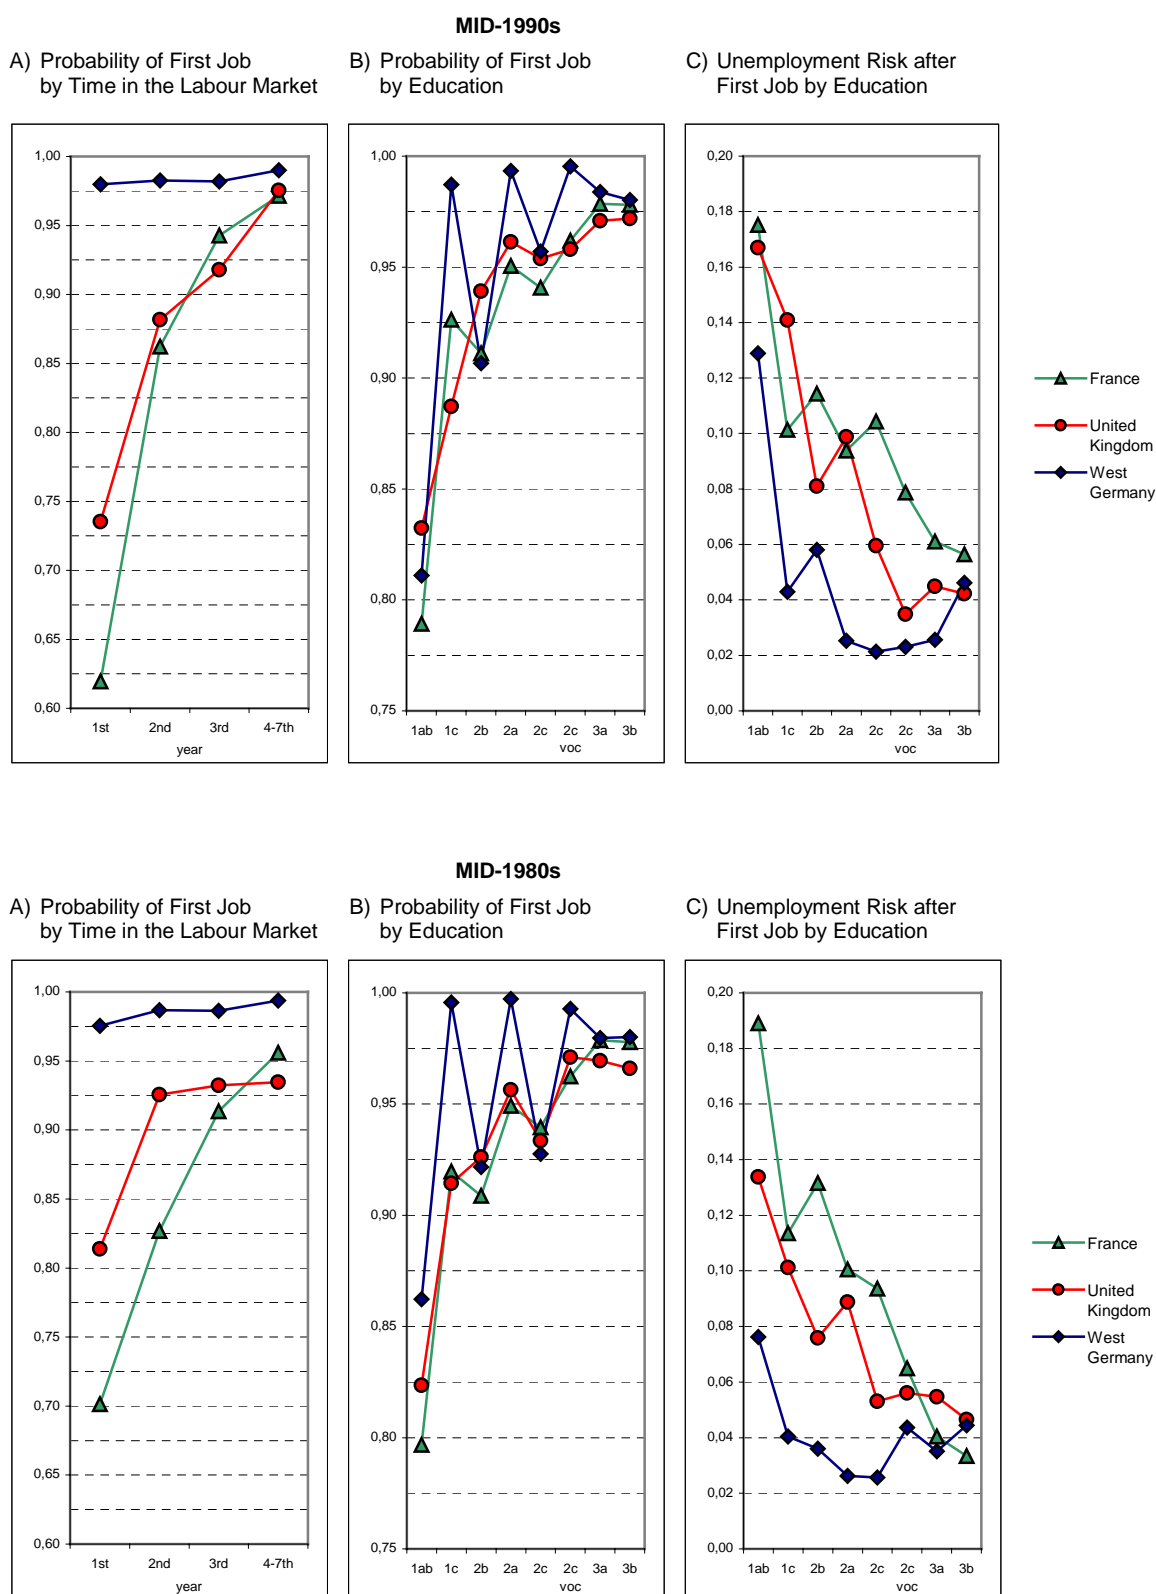 MID-1990s
A) Probability of First Job
by Time in the Labour Market
B) Probability of First Job
by Education
C) Unemployment Risk after
First Job by Education
1,00
0,95
0,90
0,85
0,80
0,75
0,70
0,65
0,60
1st 2nd 3rd 4-7th
year
1,00
0,95
0,90
0,85
0,80
0,75
1ab 1c 2b 2a 2c 2c 3a 3b
voc
0,20
0,18
0,16
0,14
0,12
0,10
0,08
0,06
0,04
0,02
0,00
1ab 1c 2b 2a 2c 2c 3a 3b
voc
France
United
Kingdom
West
Germany
MID-1980s
A) Probability of First Job
by Time in the Labour Market
B) Probability of First Job
by Education
C) Unemployment Risk after
First Job by Education
1,00
0,95
0,90
0,85
0,80
0,75
0,70
0,65
0,60
1st 2nd 3rd 4-7th
year
1,00
0,95
0,90
0,85
0,80
0,75
1ab 1c 2b 2a 2c 2c 3a 3b
voc
0,20
0,18
0,16
0,14
0,12
0,10
0,08
0,06
0,04
0,02
0,00
1ab 1c 2b 2a 2c 2c 3a 3b
voc
France
United
Kingdom
West
Germany